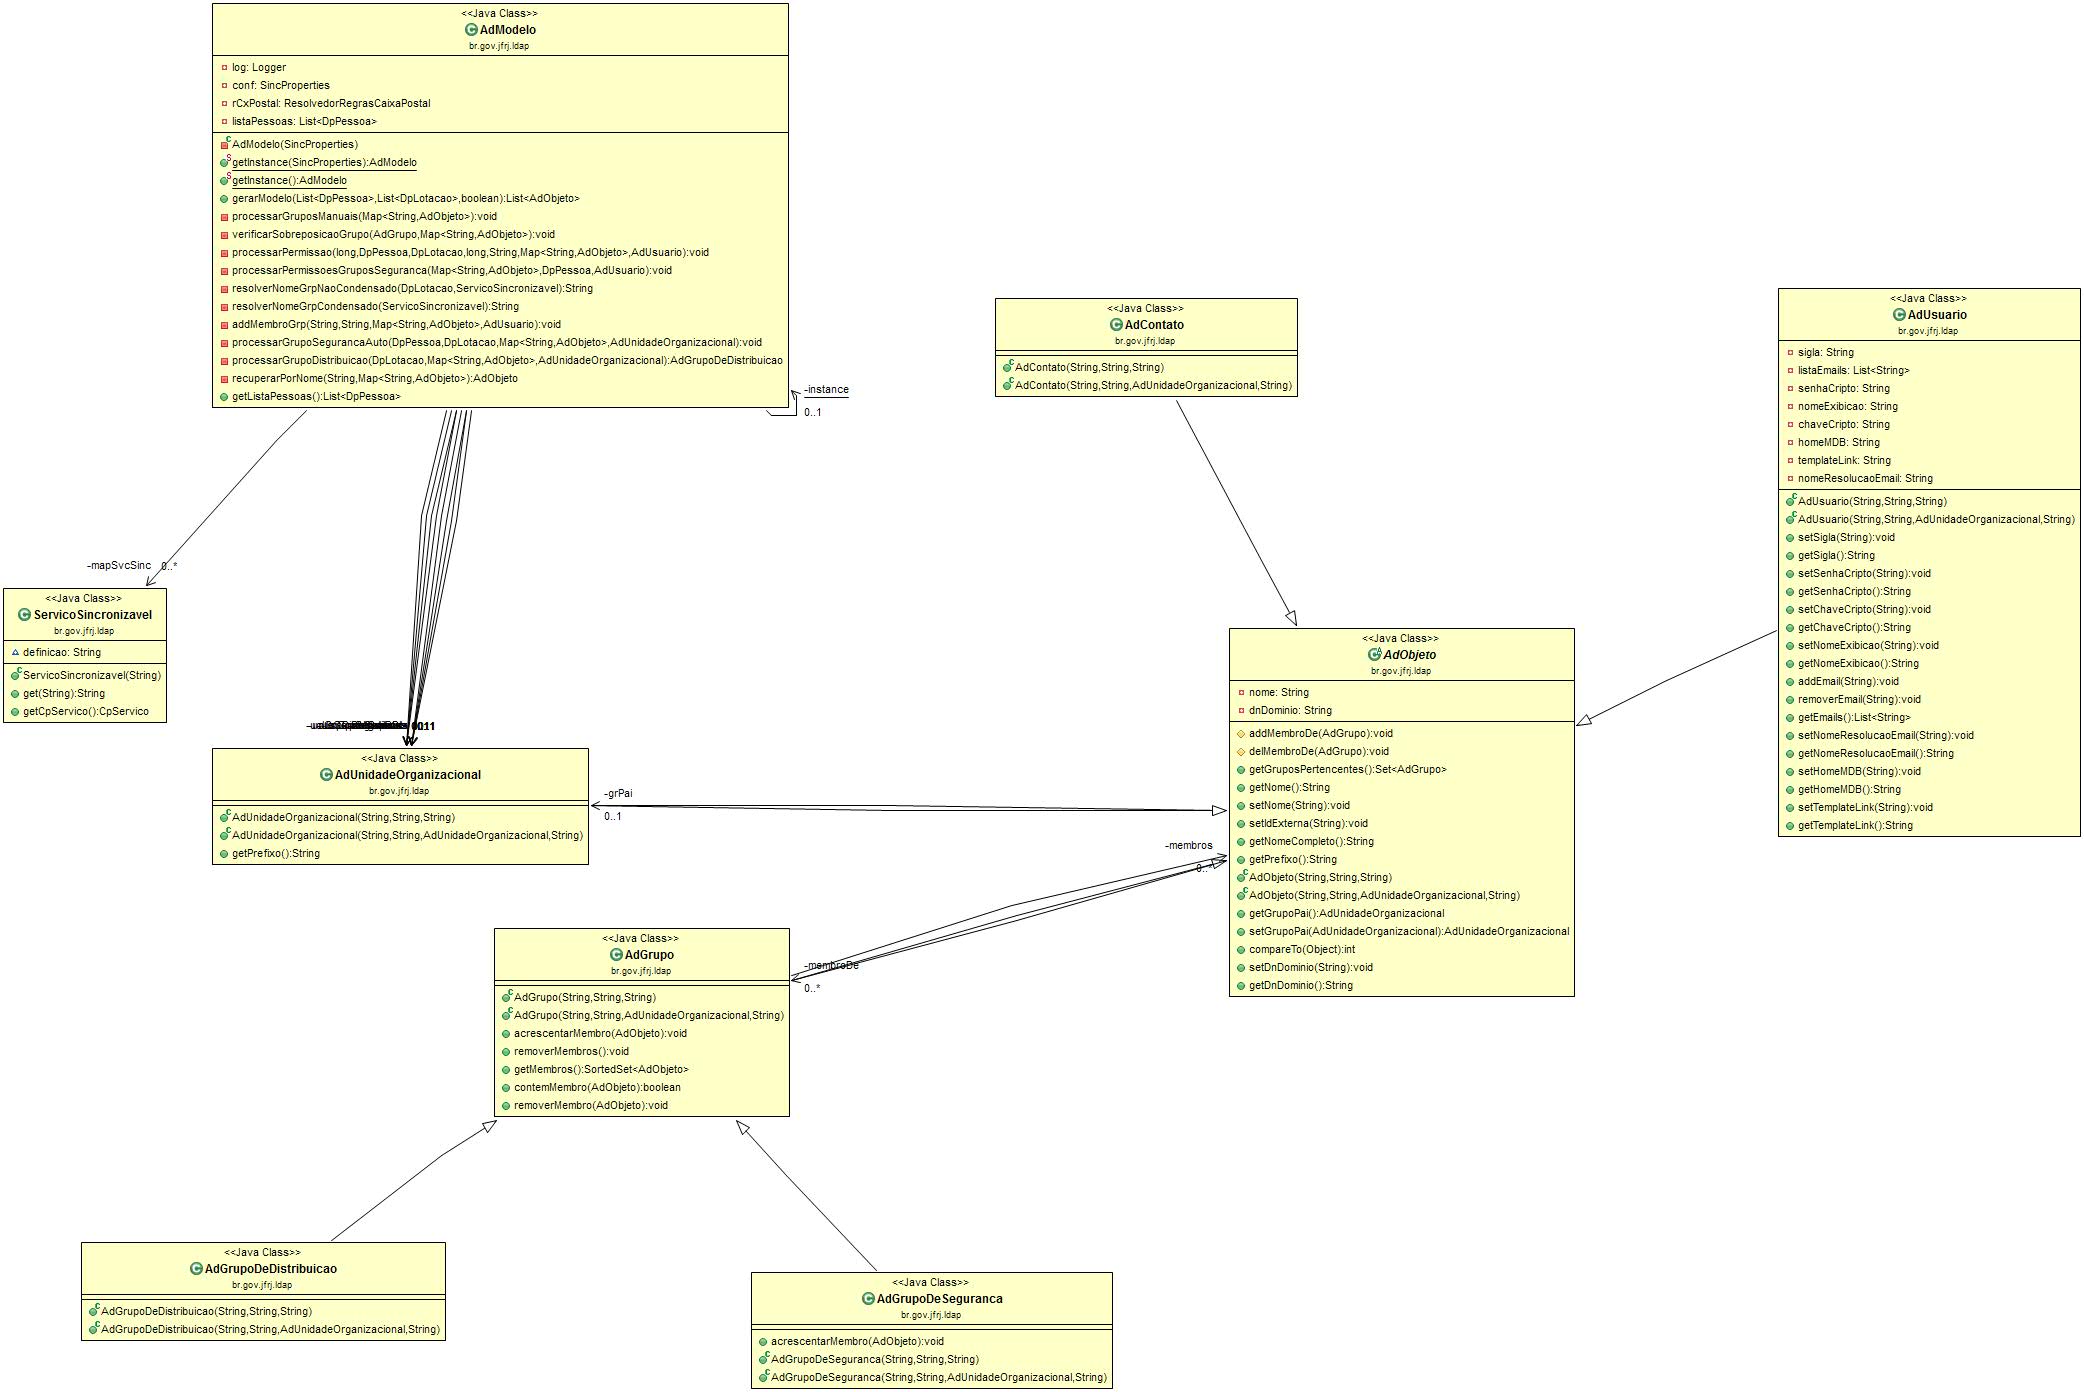 <<Java Class>>
AdModelo
br.gov.jfrj.ldap
log: Logger
conf: SincProperties
rCxPostal: ResolvedorRegrasCaixaPostal
listaPessoas: List<DpPessoa>
AdModelo(SincProperties)
getInstance(SincProperties):AdModelo
getInstance():AdModelo
gerarModelo(List<DpPessoa>,List<DpLotacao>,boolean):List<AdObjeto>
processarGruposManuais(Map<String,AdObjeto>):void
verificarSobreposicaoGrupo(AdGrupo,Map<String,AdObjeto>):void
processarPermissao(long,DpPessoa,DpLotacao,long,String,Map<String,AdObjeto>,AdUsuario):void
processarPermissoesGruposSeguranca(Map<String,AdObjeto>,DpPessoa,AdUsuario):void
resolverNomeGrpNaoCondensado(DpLotacao,ServicoSincronizavel):String
resolverNomeGrpCondensado(ServicoSincronizavel):String
addMembroGrp(String,String,Map<String,AdObjeto>,AdUsuario):void
processarGrupoSegurancaAuto(DpPessoa,DpLotacao,Map<String,AdObjeto>,AdUnidadeOrganizacional):void
processarGrupoDistribuicao(DpLotacao,Map<String,AdObjeto>,AdUnidadeOrganizacional):AdGrupoDeDistribuicao
recuperarPorNome(String,Map<String,AdObjeto>):AdObjeto
getListaPessoas():List<DpPessoa>
-instance
0..1
<<Java Class>>
AdContato
br.gov.jfrj.ldap
AdContato(String,String,String)
AdContato(String,String,AdUnidadeOrganizacional,String)
<<Java Class>>
AdUsuario
br.gov.jfrj.ldap
sigla: String
listaEmails: List<String>
senhaCripto: String
nomeExibicao: String
chaveCripto: String
homeMDB: String
templateLink: String
nomeResolucaoEmail: String
AdUsuario(String,String,String)
AdUsuario(String,String,AdUnidadeOrganizacional,String)
setSigla(String):void
getSigla():String
setSenhaCripto(String):void
getSenhaCripto():String
setChaveCripto(String):void
getChaveCripto():String
setNomeExibicao(String):void
getNomeExibicao():String
addEmail(String):void
removerEmail(String):void
getEmails():List<String>
setNomeResolucaoEmail(String):void
getNomeResolucaoEmail():String
setHomeMDB(String):void
getHomeMDB():String
setTemplateLink(String):void
getTemplateLink():String
-mapSvcSinc 0..*
<<Java Class>>
ServicoSincronizavel
br.gov.jfrj.ldap
definicao: String
ServicoSincronizavel(String)
get(String):String
getCpServico():CpServico
<<Java Class>>
AdUnidadeOrganizacional
br.gov.jfrj.ldap
AdUnidadeOrganizacional(String,String,String)
AdUnidadeOrganizacional(String,String,AdUnidadeOrganizacional,String)
getPrefixo():String
-grPai
0..1
<<Java Class>>
AdObjeto
br.gov.jfrj.ldap
nome: String
dnDominio: String
addMembroDe(AdGrupo):void
delMembroDe(AdGrupo):void
getGruposPertencentes():Set<AdGrupo>
getNome():String
setNome(String):void
setIdExterna(String):void
getNomeCompleto():String
getPrefixo():String
AdObjeto(String,String,String)
AdObjeto(String,String,AdUnidadeOrganizacional,String)
getGrupoPai():AdUnidadeOrganizacional
setGrupoPai(AdUnidadeOrganizacional):AdUnidadeOrganizacional
compareTo(Object):int
setDnDominio(String):void
getDnDominio():String
-membros
0..*
<<Java Class>>
AdGrupo
br.gov.jfrj.ldap
AdGrupo(String,String,String)
AdGrupo(String,String,AdUnidadeOrganizacional,String)
acrescentarMembro(AdObjeto):void
removerMembros():void
getMembros():SortedSet<AdObjeto>
contemMembro(AdObjeto):boolean
removerMembro(AdObjeto):void
-membroDe
0..*
<<Java Class>>
AdGrupoDeDistribuicao
br.gov.jfrj.ldap
AdGrupoDeDistribuicao(String,String,String)
AdGrupoDeDistribuicao(String,String,AdUnidadeOrganizacional,String)
<<Java Class>>
AdGrupoDeSeguranca
br.gov.jfrj.ldap
acrescentarMembro(AdObjeto):void
AdGrupoDeSeguranca(String,String,String)
AdGrupoDeSeguranca(String,String,AdUnidadeOrganizacional,String)